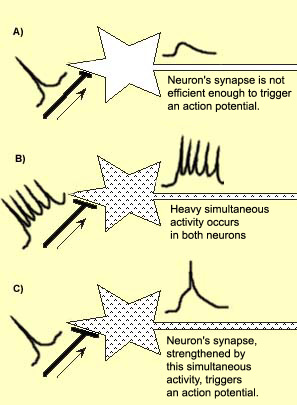 A)
Neuron's synapse is not
efficient enough to trigger
an action potential.
B)
Heavy simultaneous
activity occurs
in both neurons
C)
Neuron's synapse,
strengthened by
this simultaneous
activity, triggers
an action potential.